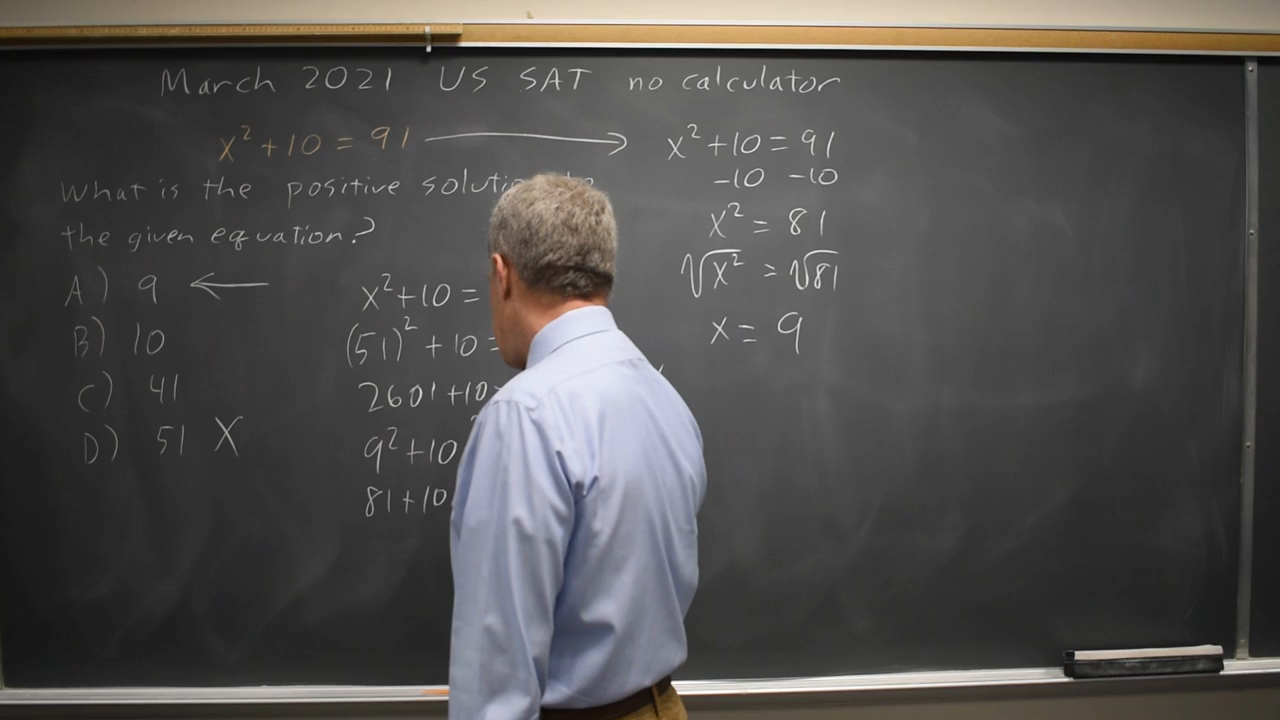 March 2021 US SAT no calculator
x² + 10 = 91
What is the positive
the given equation?
A) 9
B) 10
C) 41
D) 51 X
x² + 10 =
(51)² + 10 =
2601 + 10
9² + 10
81 + 10
x² + 10 = 91
-10 -10
x² = 81
√x² = √81
x = 9